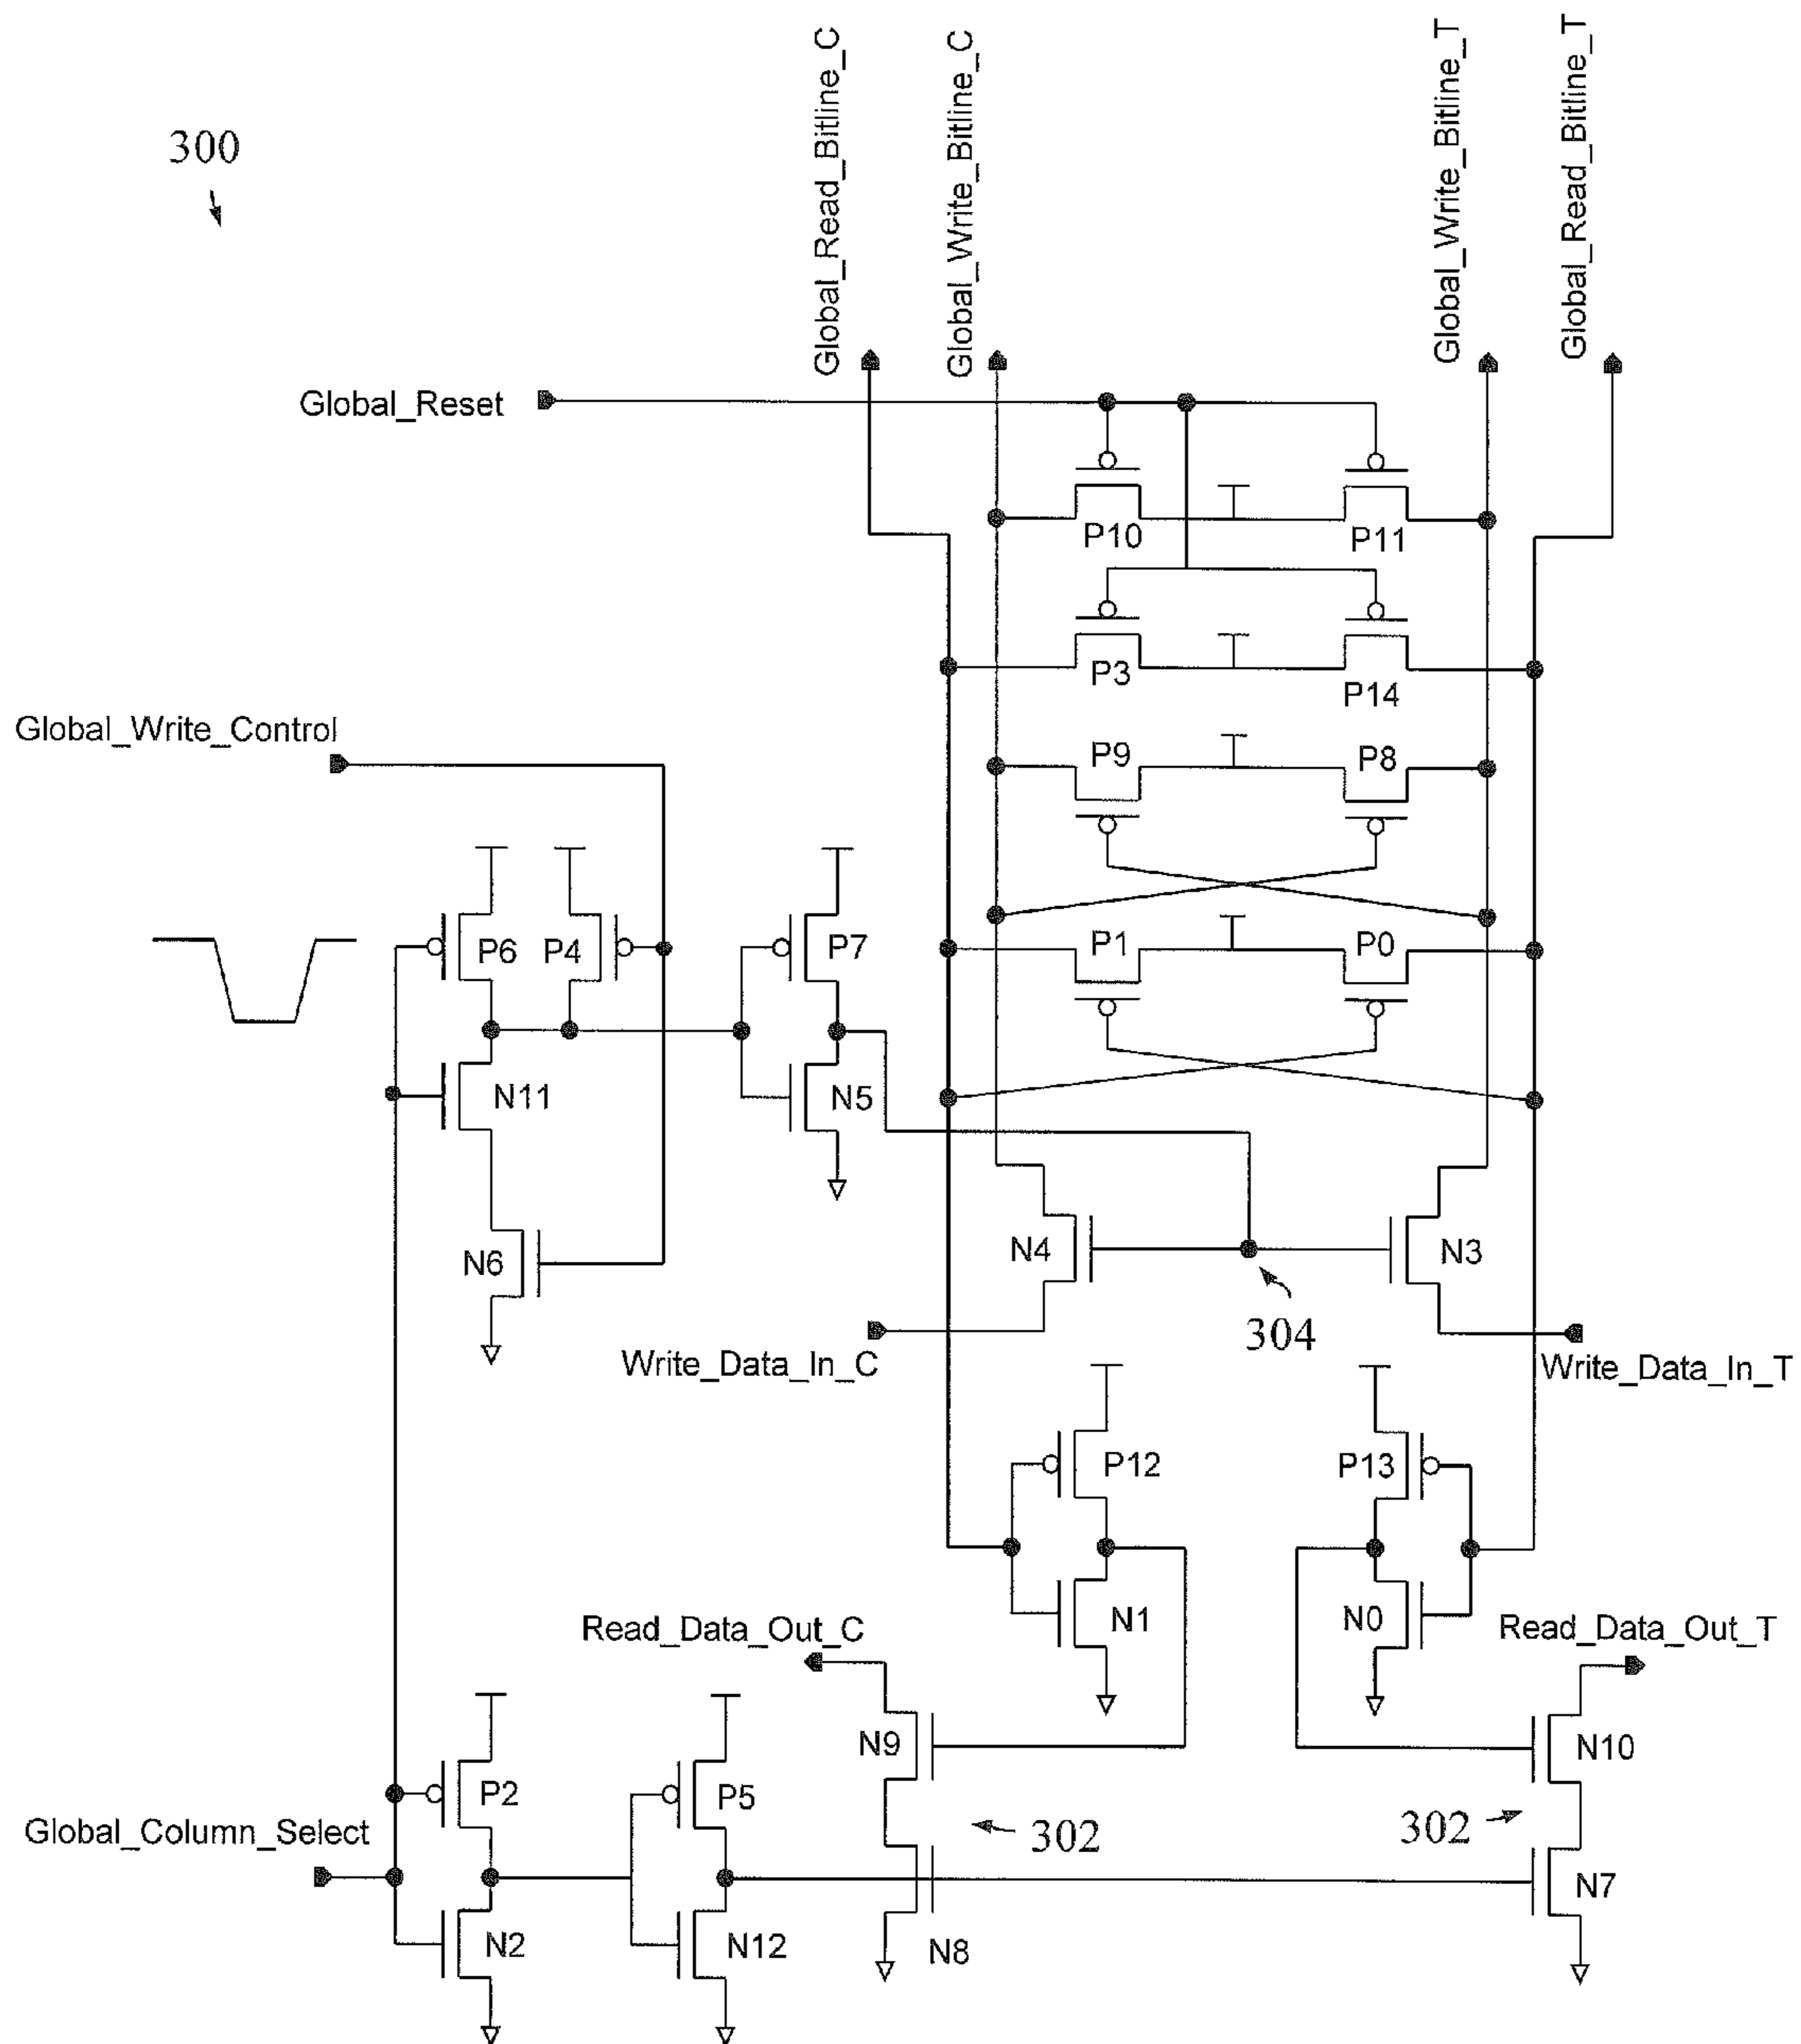 300
Global_Read_Bitline_C
Global_Write_Bitline_C
Global_Write_Bitline_T
Global_Read_Bitline_T
Global_Reset
P10
P11
P3
P14
Global_Write_Control
P9
P8
P6
P4
P7
P1
P0
N11
N5
N6
N4
N3
304
Write_Data_In_C
Write_Data_In_T
P12
P13
N1
N0
Read_Data_Out_C
Read_Data_Out_T
N9
N10
P2
P5
302
302
Global_Column_Select
N7
N2
N12
N8